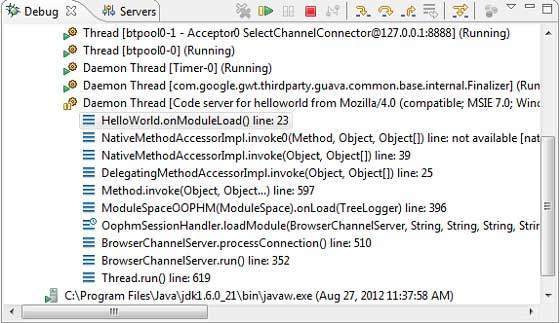 Debug Servers
Thread [btpool0-1 - Acceptor0 SelectChannelConnector@127.0.0.1:8888] (Running)
Thread [btpool0-0] (Running)
Daemon Thread [Timer-0] (Running)
Daemon Thread [com.google.gwt.thirdparty.guava.common.base.internal.Finalizer] (Runn
Daemon Thread [Code server for helloworld from Mozilla/4.0 (compatible; MSIE 7.0; Windo
HelloWorld.onModuleLoad() line: 23
NativeMethodAccessorImpl.invoke0(Method, Object, Object[]) line: not available [nat
NativeMethodAccessorImpl.invoke(Object, Object[]) line: 39
DelegatingMethodAccessorImpl.invoke(Object, Object[]) line: 25
Method.invoke(Object, Object...) line: 597
ModuleSpaceOOPHM(ModuleSpace).onLoad(TreeLogger) line: 396
OophmSessionHandler.loadModule(BrowserChannelServer, String, String, String, Str
BrowserChannelServer.processConnection() line: 510
BrowserChannelServer.run() line: 352
Thread.run() line: 619
C:\Program Files\Java\jdk1.6.0_21\bin\javaw.exe (Aug 27, 2012 11:37:58 AM)